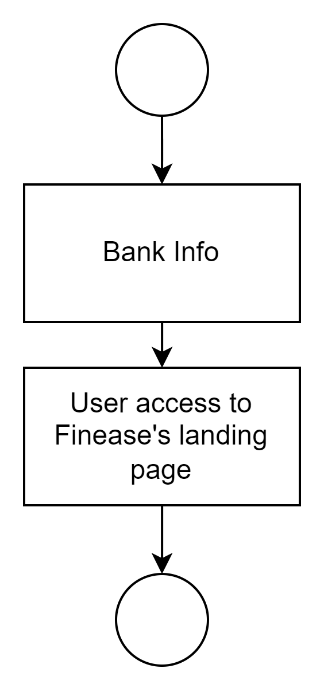 Bank Info
User access to
Finease's landing
page